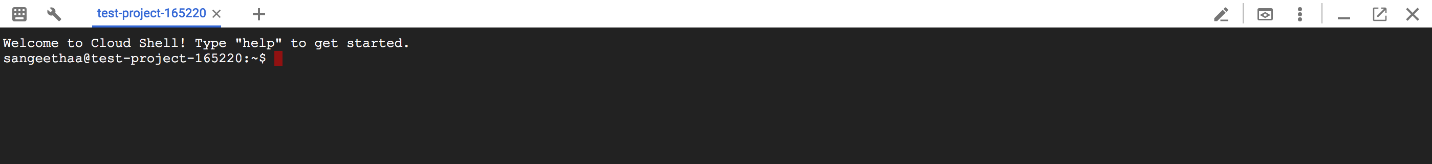 test-project-165220
Welcome to Cloud Shell! Type "help" to get started.
sangeethaa@test-project-165220:~$